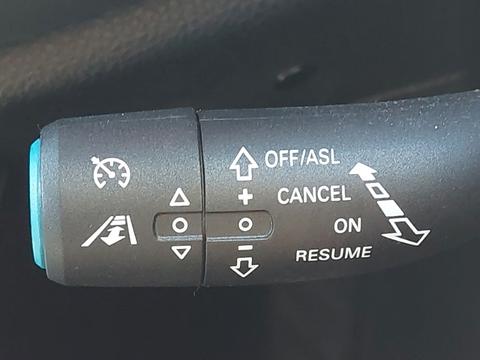 OFF/ASL
+ CANCEL
ON
− RESUME